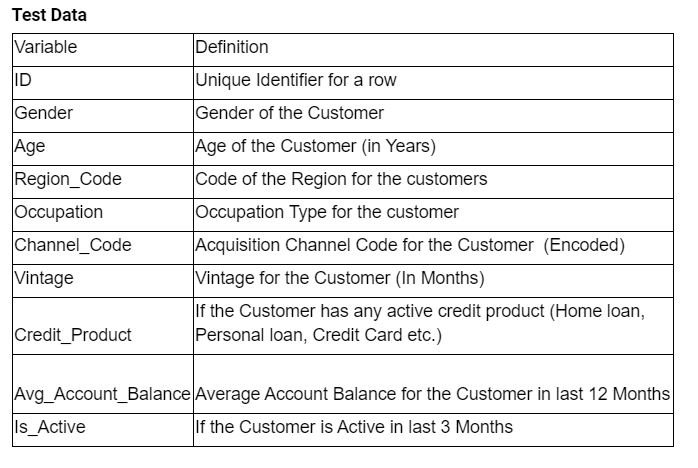 Test Data
Variable Definition
ID Unique Identifier for a row
Gender Gender of the Customer
Age Age of the Customer (in Years)
Region_Code Code of the Region for the customers
Occupation Occupation Type for the customer
Channel_Code Acquisition Channel Code for the Customer  (Encoded)
Vintage Vintage for the Customer (In Months)
If the Customer has any active credit product (Home loan,
Credit_Product Personal loan, Credit Card etc.)
Avg_Account_Balance Average Account Balance for the Customer in last 12 Months
Is_Active If the Customer is Active in last 3 Months